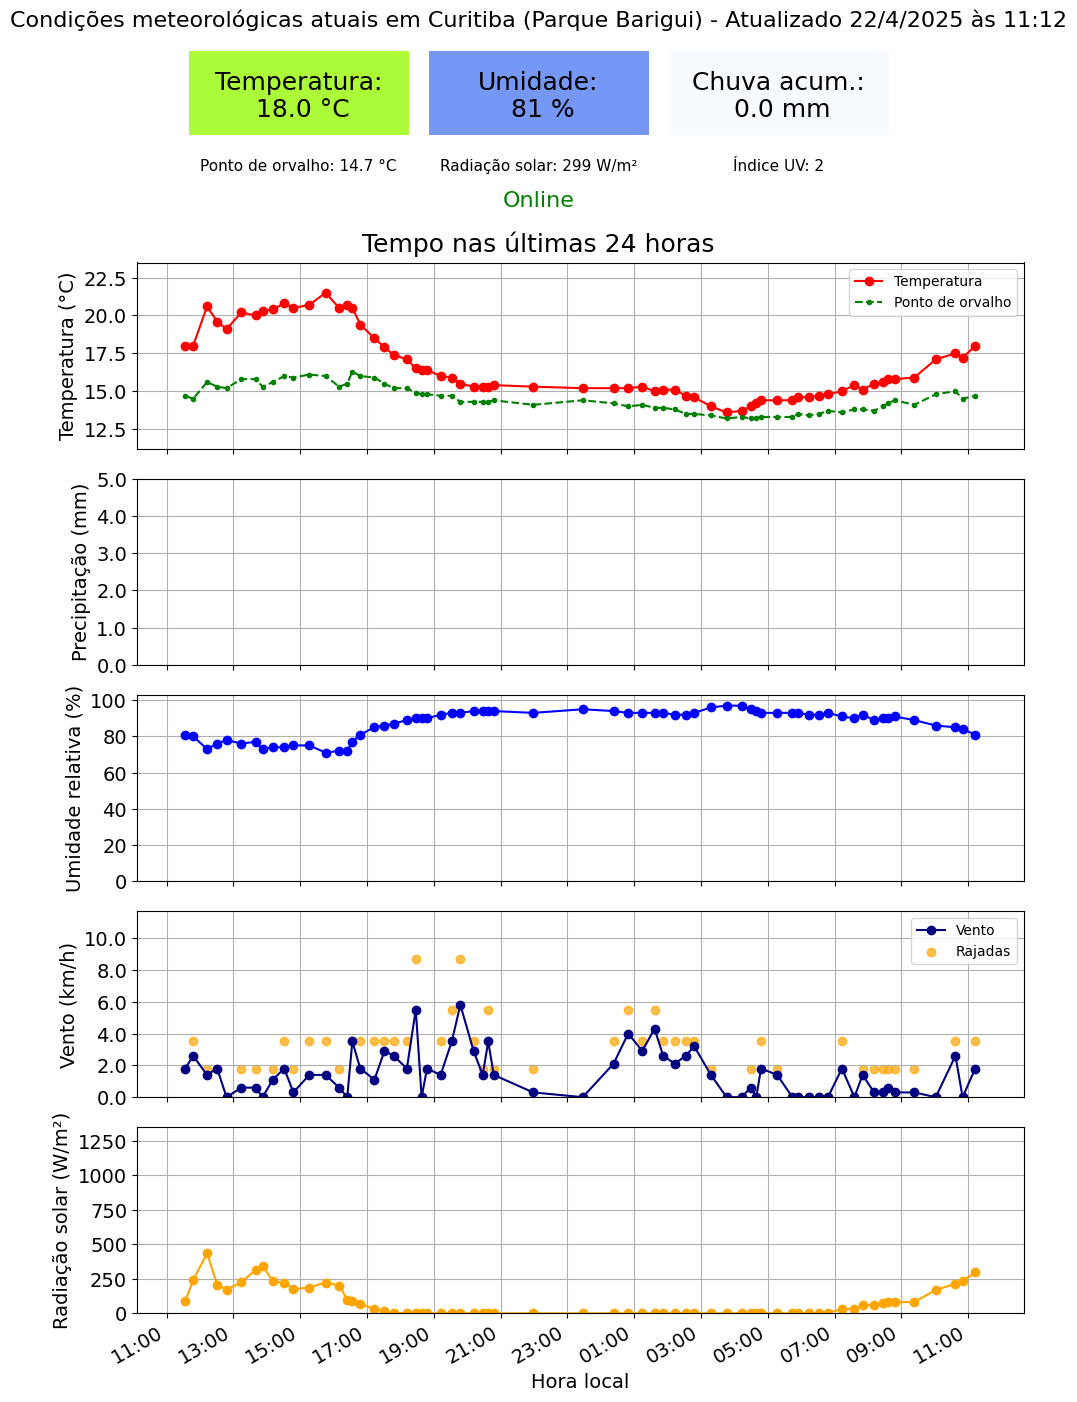 Condições meteorológicas atuais em Curitiba (Parque Barigui) - Atualizado 22/4/2025 às 11:12
Temperatura:
18.0 °C
Umidade:
81 %
Chuva acum.:
0.0 mm
Ponto de orvalho: 14.7 °C
Radiação solar: 299 W/m²
Índice UV: 2
Online
Tempo nas últimas 24 horas
Temperatura (°C)
22.5
20.0
17.5
15.0
12.5
Temperatura
Ponto de orvalho
Precipitação (mm)
5.0
4.0
3.0
2.0
1.0
0.0
Umidade relativa (%)
100
80
60
40
20
0
Vento (km/h)
10.0
8.0
6.0
4.0
2.0
0.0
Vento
Rajadas
Radiação solar (W/m²)
1250
1000
750
500
250
0
11:00
13:00
15:00
17:00
19:00
21:00
23:00
01:00
03:00
05:00
07:00
09:00
11:00
Hora local